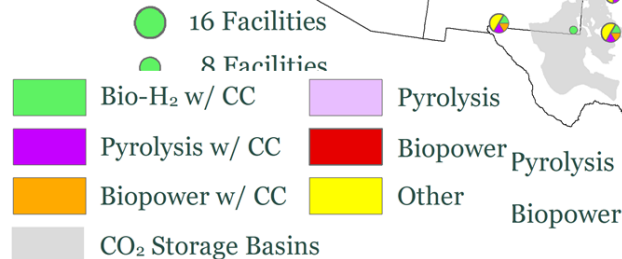 16 Facilities
8 Facilities
Bio-H₂ w/ CC
Pyrolysis
Pyrolysis w/ CC
Biopower
Pyrolysis
Biopower w/ CC
Other
Biopower
CO₂ Storage Basins